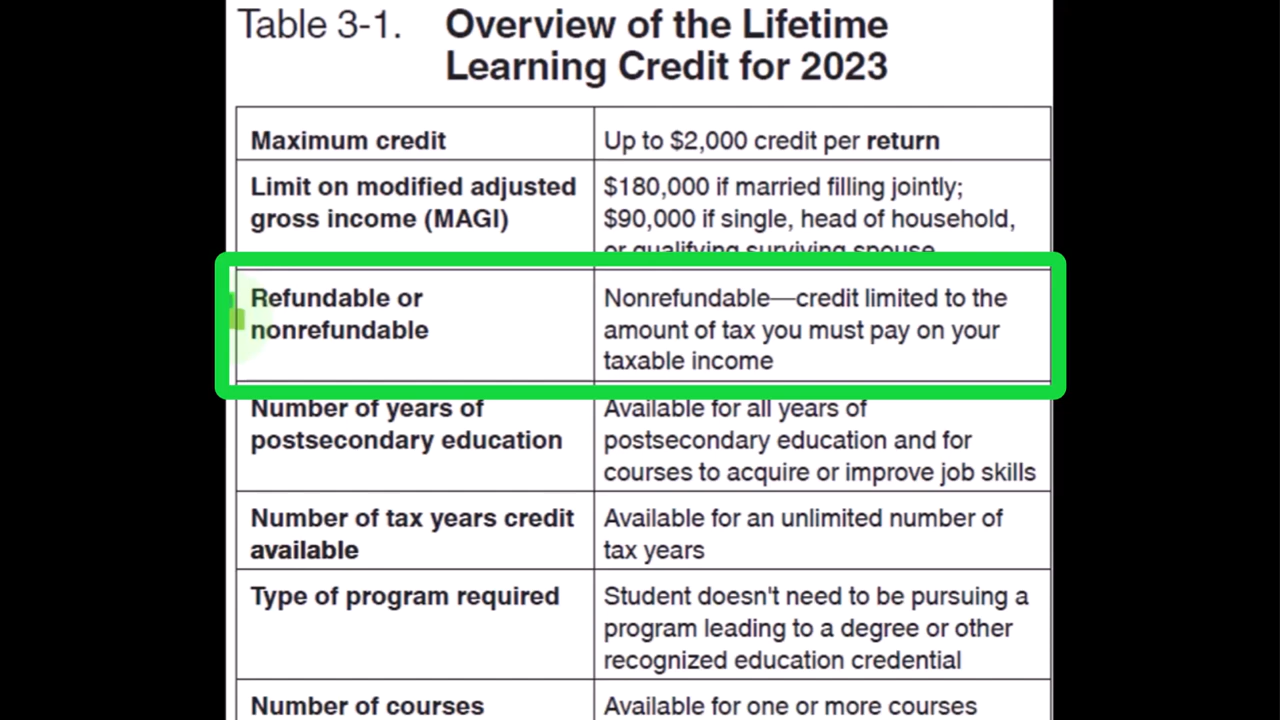 Table 3-1. Overview of the Lifetime
Learning Credit for 2023
Maximum credit
Up to $2,000 credit per return
Limit on modified adjusted
gross income (MAGI)
$180,000 if married filling jointly;
$90,000 if single, head of household,
or qualifying surviving spouse
Refundable or
nonrefundable
Nonrefundable—credit limited to the
amount of tax you must pay on your
taxable income
Number of years of
postsecondary education
Available for all years of
postsecondary education and for
courses to acquire or improve job skills
Number of tax years credit
available
Available for an unlimited number of
tax years
Type of program required
Student doesn't need to be pursuing a
program leading to a degree or other
recognized education credential
Number of courses
Available for one or more courses